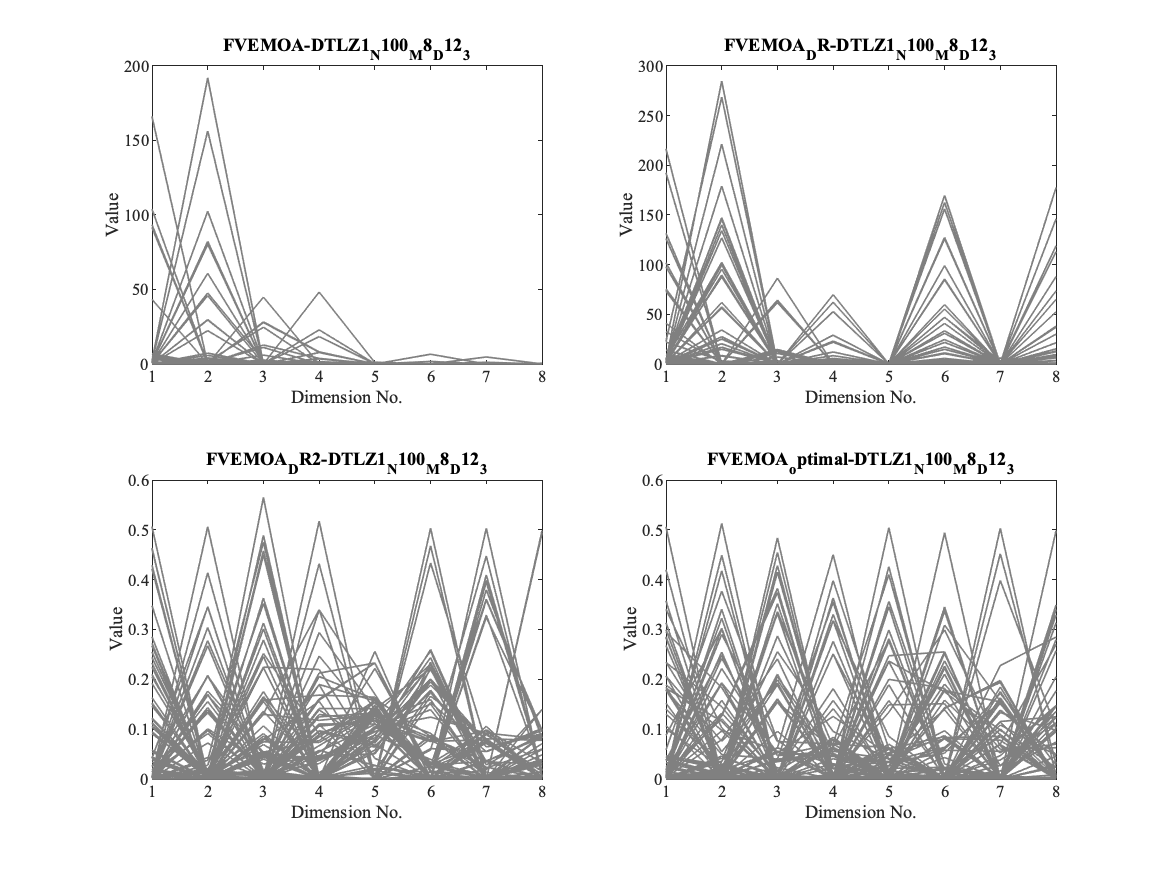 FVEMOA-DTLZ1_N100_M8_D12_3
200
150
100
50
0
Value
1 2 3 4 5 6 7 8
Dimension No.
FVEMOA_DR-DTLZ1_N100_M8_D12_3
300
250
200
150
100
50
0
Value
1 2 3 4 5 6 7 8
Dimension No.
FVEMOA_DR2-DTLZ1_N100_M8_D12_3
0.6
0.5
0.4
0.3
0.2
0.1
0
Value
1 2 3 4 5 6 7 8
Dimension No.
FVEMOA_optimal-DTLZ1_N100_M8_D12_3
0.6
0.5
0.4
0.3
0.2
0.1
0
Value
1 2 3 4 5 6 7 8
Dimension No.